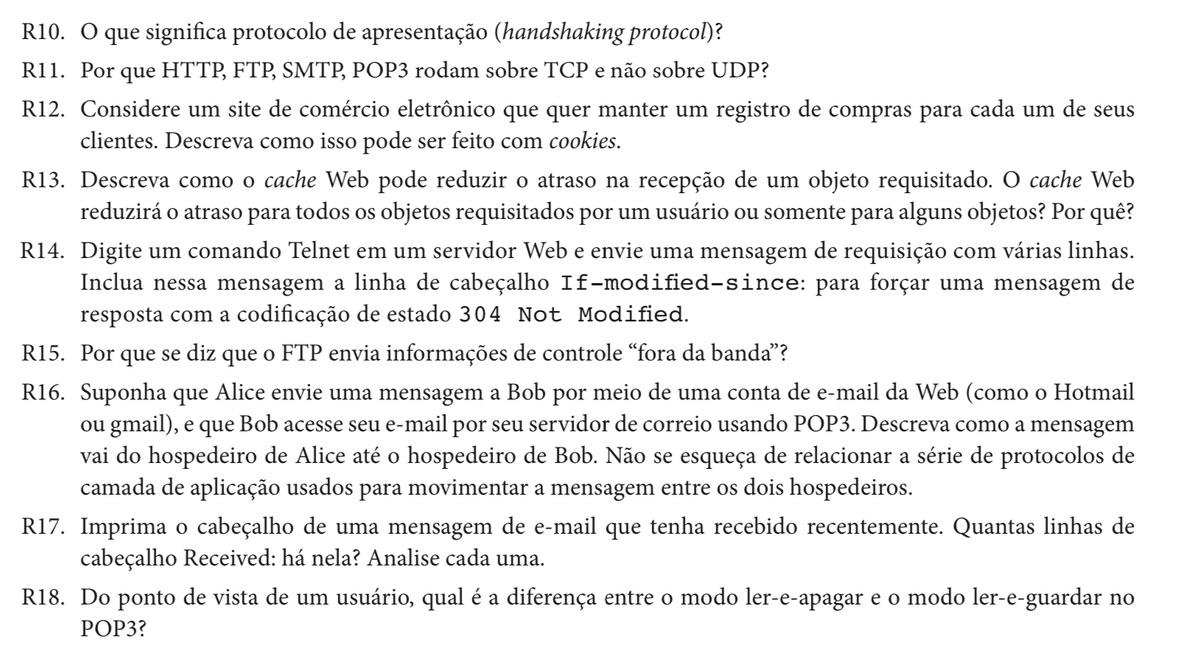 R10. O que significa protocolo de apresentação (handshaking protocol)?
R11. Por que HTTP, FTP, SMTP, POP3 rodam sobre TCP e não sobre UDP?
R12. Considere um site de comércio eletrônico que quer manter um registro de compras para cada um de seus
clientes. Descreva como isso pode ser feito com cookies.
R13. Descreva como o cache Web pode reduzir o atraso na recepção de um objeto requisitado. O cache Web
reduzirá o atraso para todos os objetos requisitados por um usuário ou somente para alguns objetos? Por quê?
R14. Digite um comando Telnet em um servidor Web e envie uma mensagem de requisição com várias linhas.
Inclua nessa mensagem a linha de cabeçalho If-modified-since: para forçar uma mensagem de
resposta com a codificação de estado 304 Not Modified.
R15. Por que se diz que o FTP envia informações de controle “fora da banda”?
R16. Suponha que Alice envie uma mensagem a Bob por meio de uma conta de e-mail da Web (como o Hotmail
ou gmail), e que Bob acesse seu e-mail por seu servidor de correio usando POP3. Descreva como a mensagem
vai do hospedeiro de Alice até o hospedeiro de Bob. Não se esqueça de relacionar a série de protocolos de
camada de aplicação usados para movimentar a mensagem entre os dois hospedeiros.
R17. Imprima o cabeçalho de uma mensagem de e-mail que tenha recebido recentemente. Quantas linhas de
cabeçalho Received: há nela? Analise cada uma.
R18. Do ponto de vista de um usuário, qual é a diferença entre o modo ler-e-apagar e o modo ler-e-guardar no
POP3?